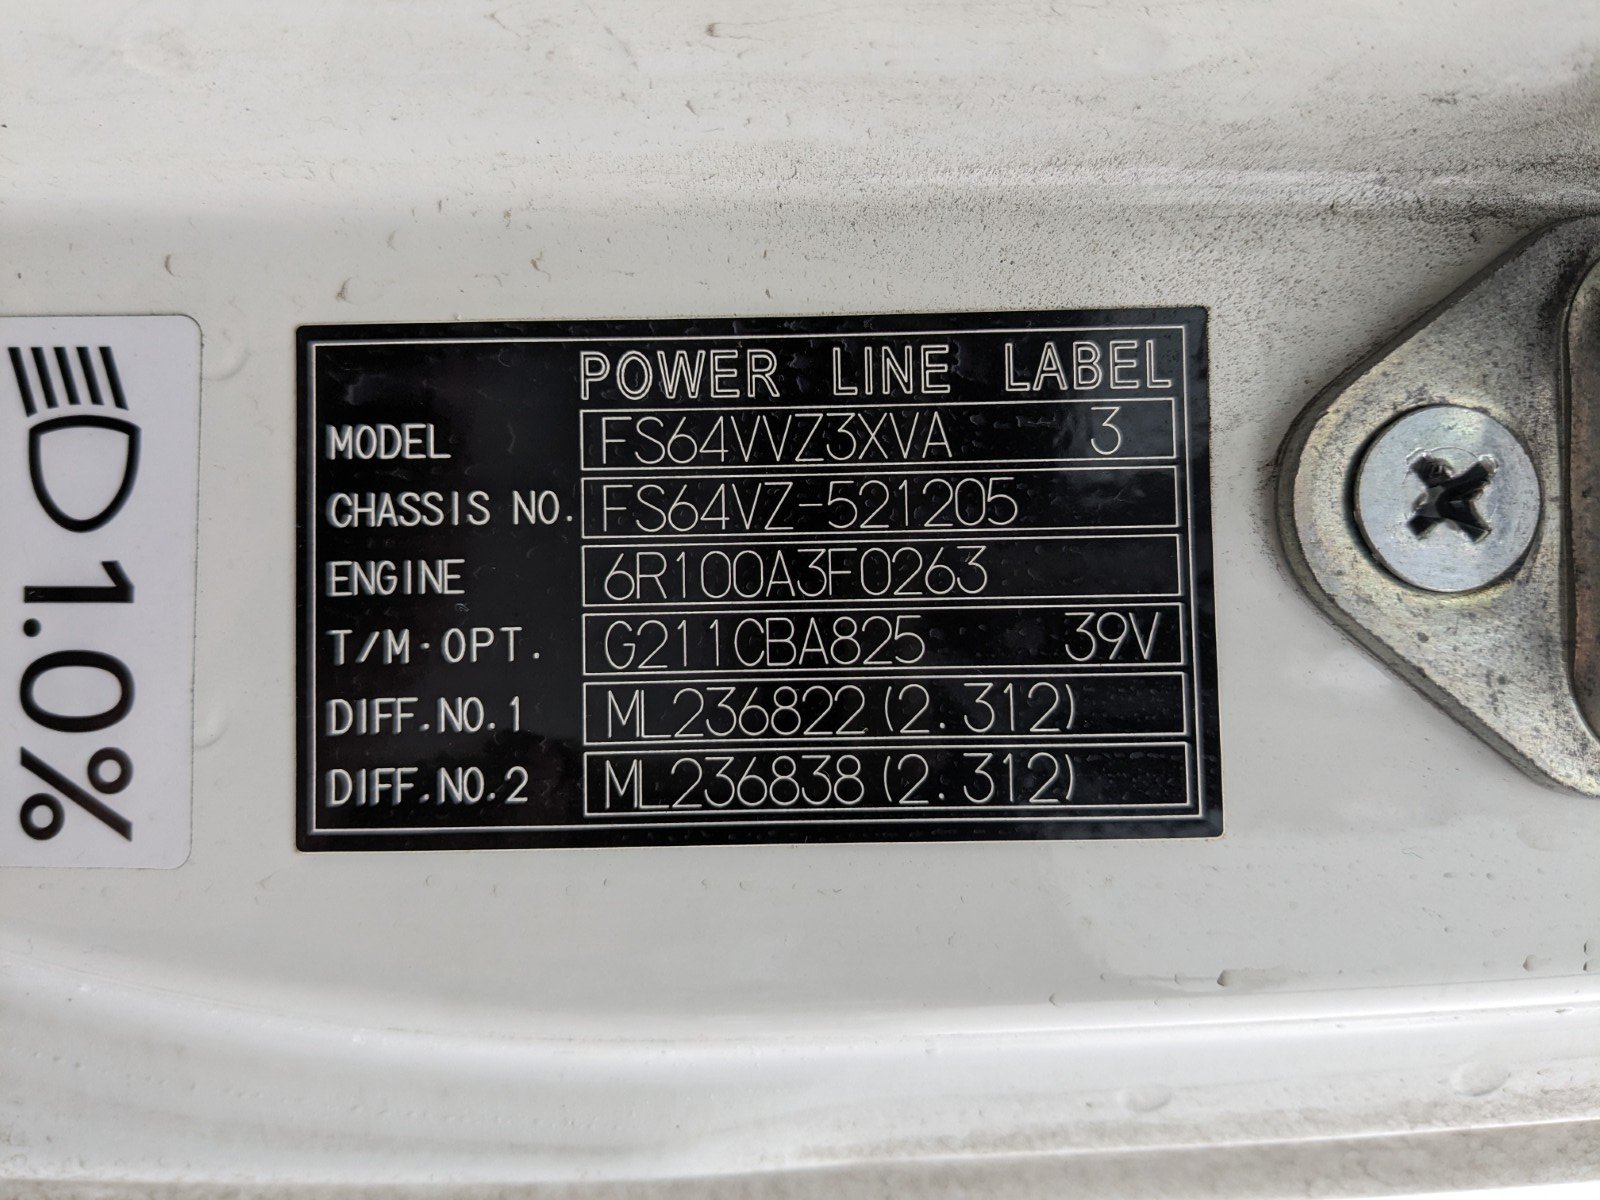 POWER LINE LABEL
MODEL FS64VVZ3XVA 3
CHASSIS NO. FS64VZ-521205
ENGINE 6R100A3F0263
T/M·OPT. G211CBA825 39V
DIFF.NO.1 ML236822(2.312)
DIFF.NO.2 ML236838(2.312)
1.0%